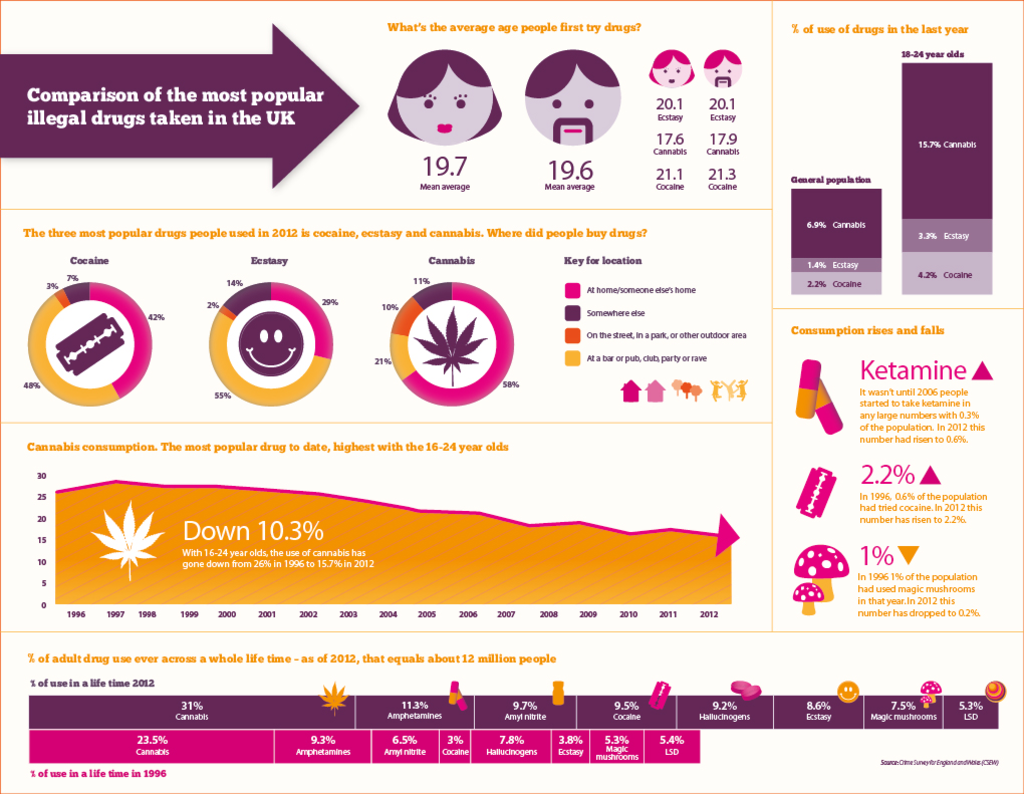 Comparison of the most popular
illegal drugs taken in the UK
What's the average age people first try drugs?
19.7
Mean average
19.6
Mean average
20.1
Ecstasy
20.1
Ecstasy
17.6
Cannabis
17.9
Cannabis
21.1
Cocaine
21.3
Cocaine
% of use of drugs in the last year
18-24 year olds
15.7% Cannabis
3.3% Ecstasy
4.2% Cocaine
General population
6.9% Cannabis
1.4% Ecstasy
2.2% Cocaine
The three most popular drugs people used in 2012 is cocaine, ecstasy and cannabis. Where did people buy drugs?
Cocaine
7%
3%
42%
48%
Ecstasy
14%
2%
29%
55%
Cannabis
11%
10%
21%
58%
Key for location
At home/someone else's home
Somewhere else
On the street, in a park, or other outdoor area
At a bar or pub, club, party or rave
Consumption rises and falls
Ketamine
It wasn't until 2006 people
started to take ketamine in
any large numbers with 0.3%
of the population. In 2012 this
number had risen to 0.6%.
2.2%
In 1996, 0.6% of the population
had tried cocaine. In 2012 this
number has risen to 2.2%.
1%
In 1996 1% of the population
had used magic mushrooms
in that year. In 2012 this
number has dropped to 0.2%.
Cannabis consumption. The most popular drug to date, highest with the 16-24 year olds
30
25
20
15
10
5
0
Down 10.3%
With 16-24 year olds, the use of cannabis has
gone down from 26% in 1996 to 15.7% in 2012
1996 1997 1998 1999 2000 2001 2002 2003 2004 2005 2006 2007 2008 2009 2010 2011 2012
% of adult drug use ever across a whole life time – as of 2012, that equals about 12 million people
% of use in a life time 2012
31%
Cannabis
11.3%
Amphetamines
9.7%
Amyl nitrite
9.5%
Cocaine
9.2%
Hallucinogens
8.6%
Ecstasy
7.5%
Magic mushrooms
5.3%
LSD
23.5%
Cannabis
9.3%
Amphetamines
6.5%
Amyl nitrite
3%
Cocaine
7.8%
Hallucinogens
3.8%
Ecstasy
5.3%
Magic
mushrooms
5.4%
LSD
% of use in a life time in 1996
Source: Crime Survey for England and Wales (CSEW)